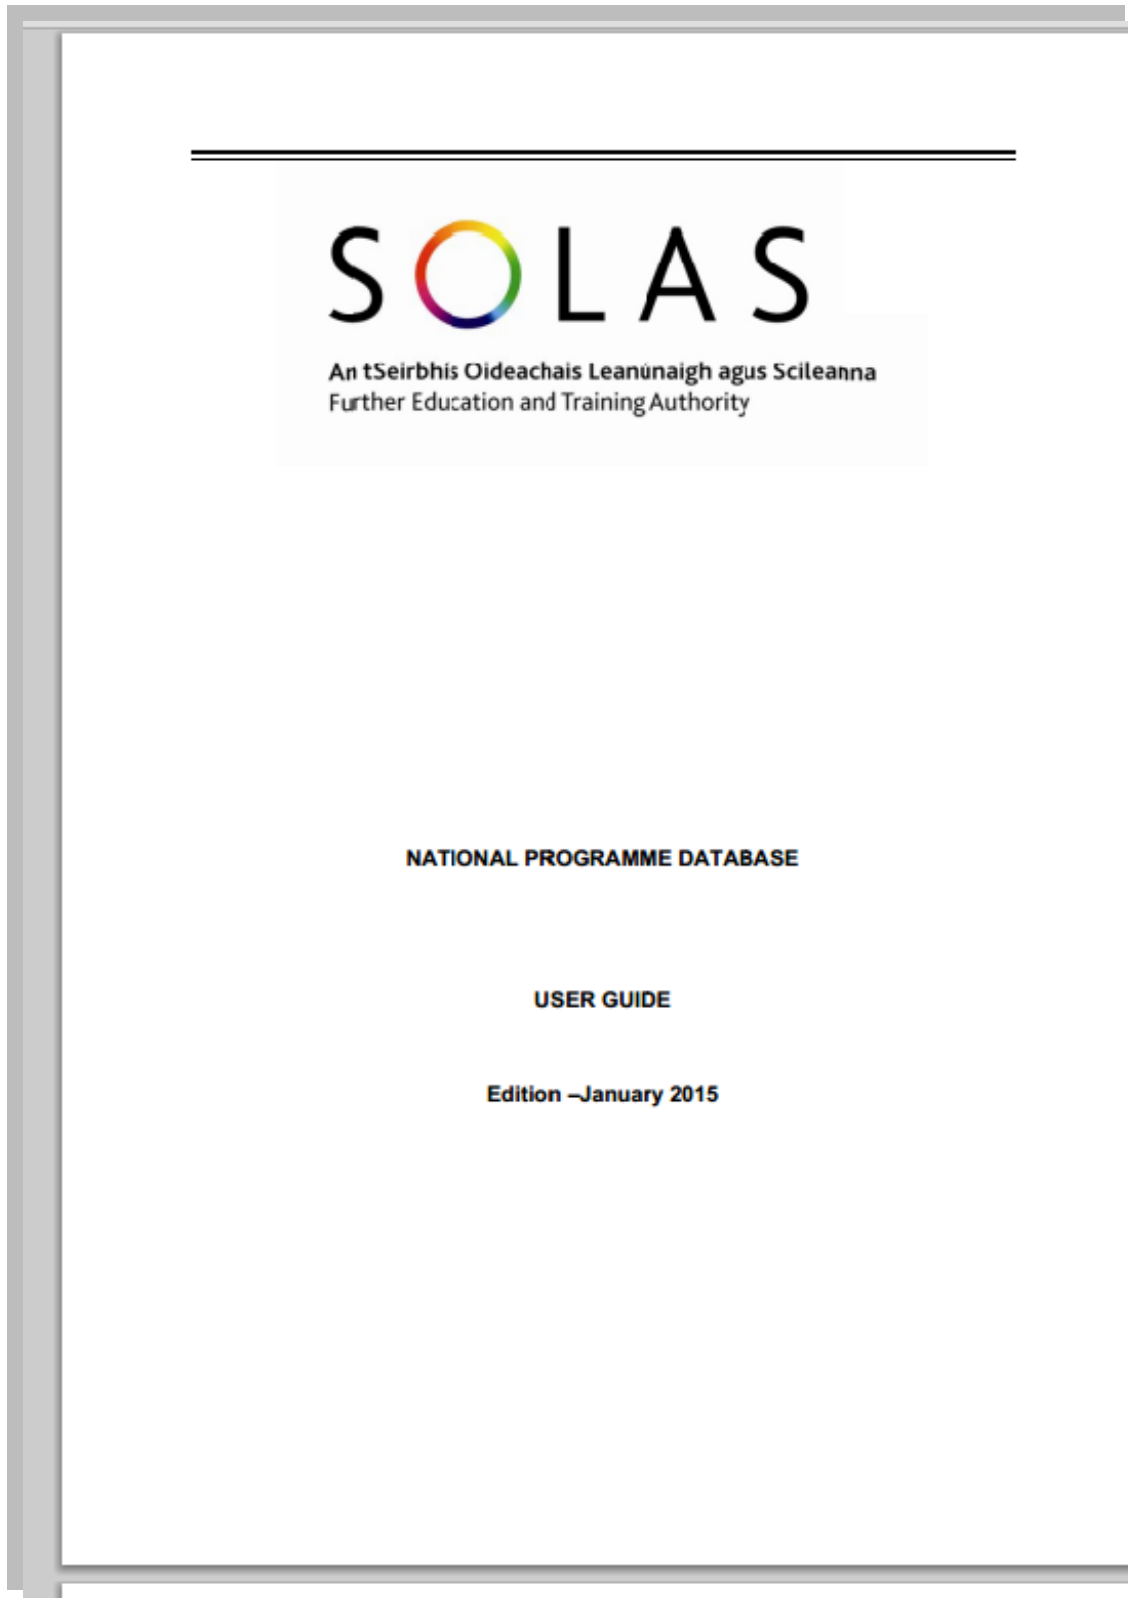 SOLAS
An tSeirbhís Oideachais Leanúnaigh agus Scileanna
Further Education and Training Authority
NATIONAL PROGRAMME DATABASE
USER GUIDE
Edition –January 2015